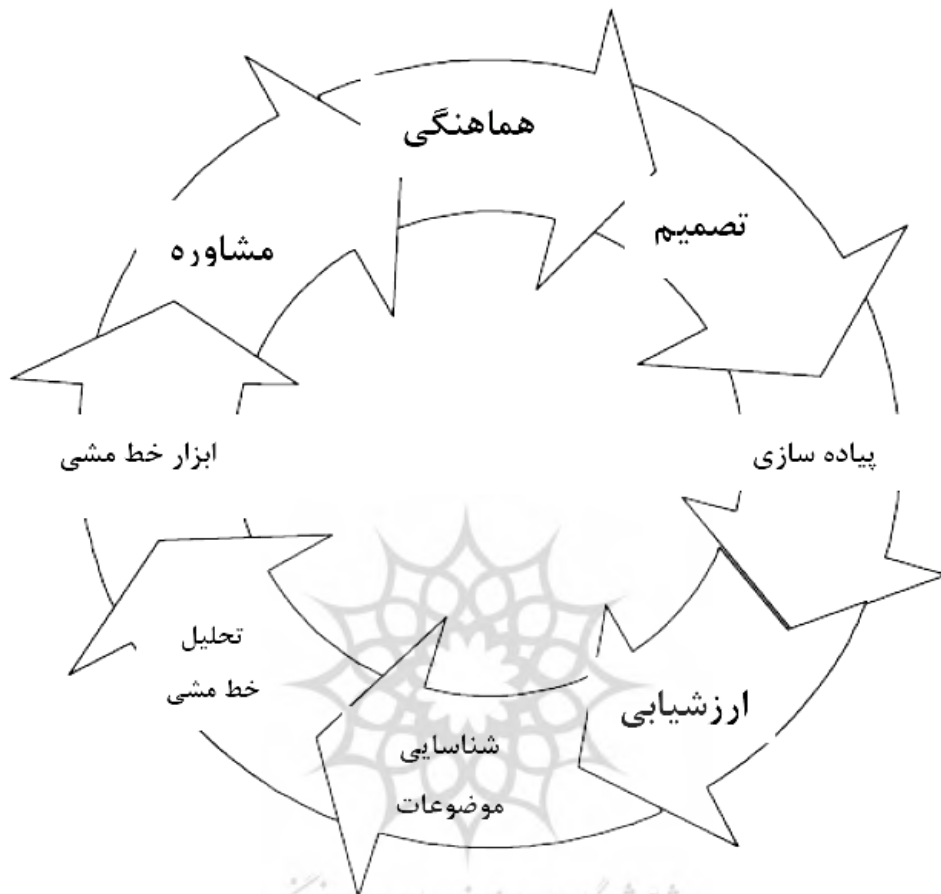 هماهنگی
تصمیم
مشاوره
پیاده سازی
ابزار خط مشی
تحلیل
خط مشی
ارزشیابی
شناسایی
موضوعات